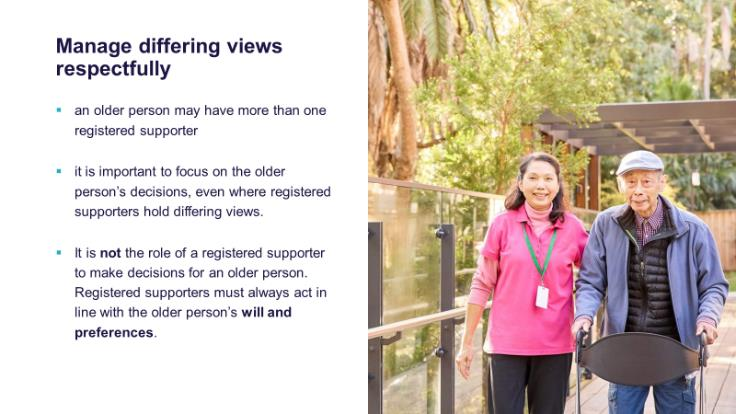 Manage differing views
respectfully
▪ an older person may have more than one
registered supporter
▪ it is important to focus on the older
person’s decisions, even where registered
supporters hold differing views.
▪ It is not the role of a registered supporter
to make decisions for an older person.
Registered supporters must always act in
line with the older person’s will and
preferences.